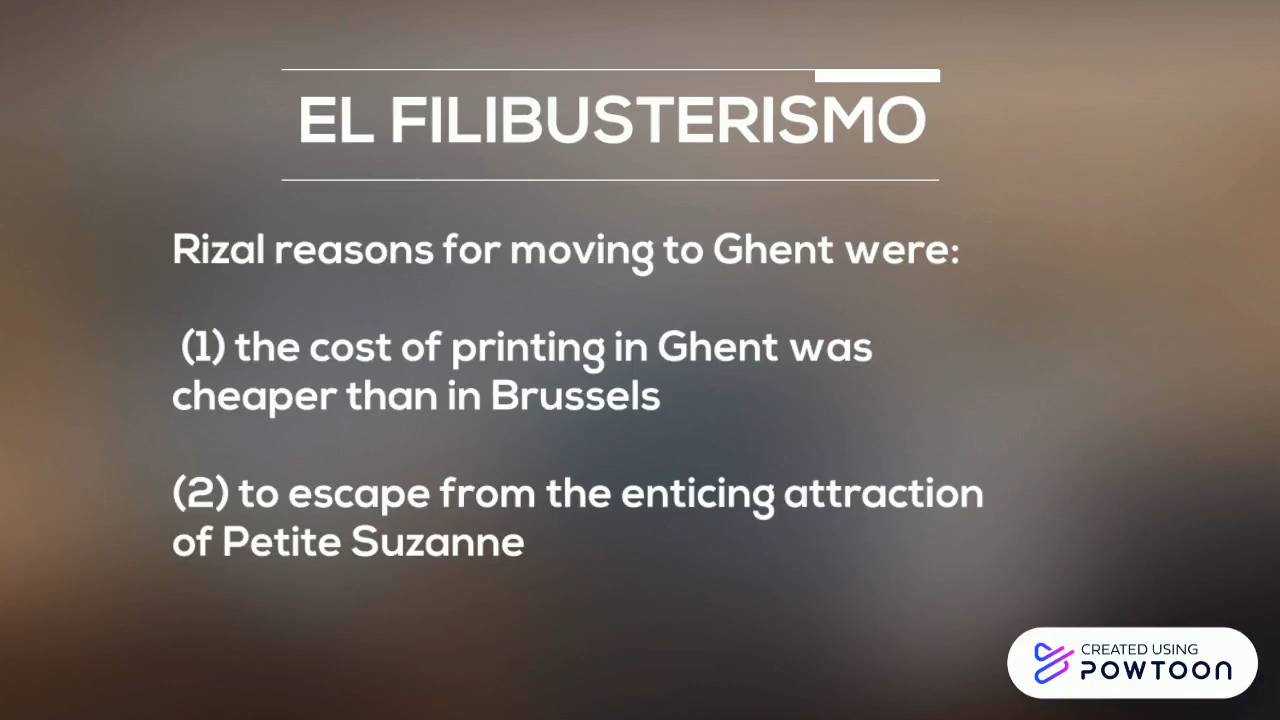 EL FILIBUSTERISMO
Rizal reasons for moving to Ghent were:
(1) the cost of printing in Ghent was
cheaper than in Brussels
(2) to escape from the enticing attraction
of Petite Suzanne
CREATED USING
POWTOON